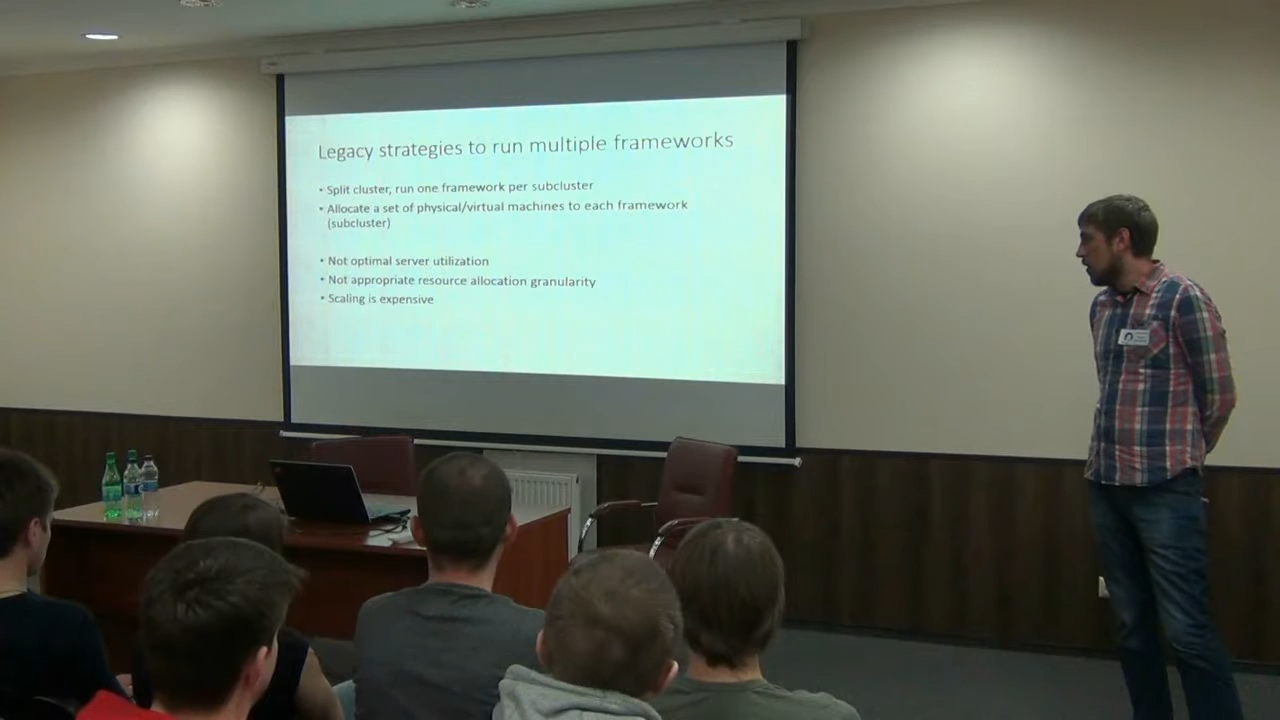 Legacy strategies to run multiple frameworks
• Split cluster, run one framework per subcluster
• Allocate a set of physical/virtual machines to each framework
(subcluster)
• Not optimal server utilization
• Not appropriate resource allocation granularity
• Scaling is expensive